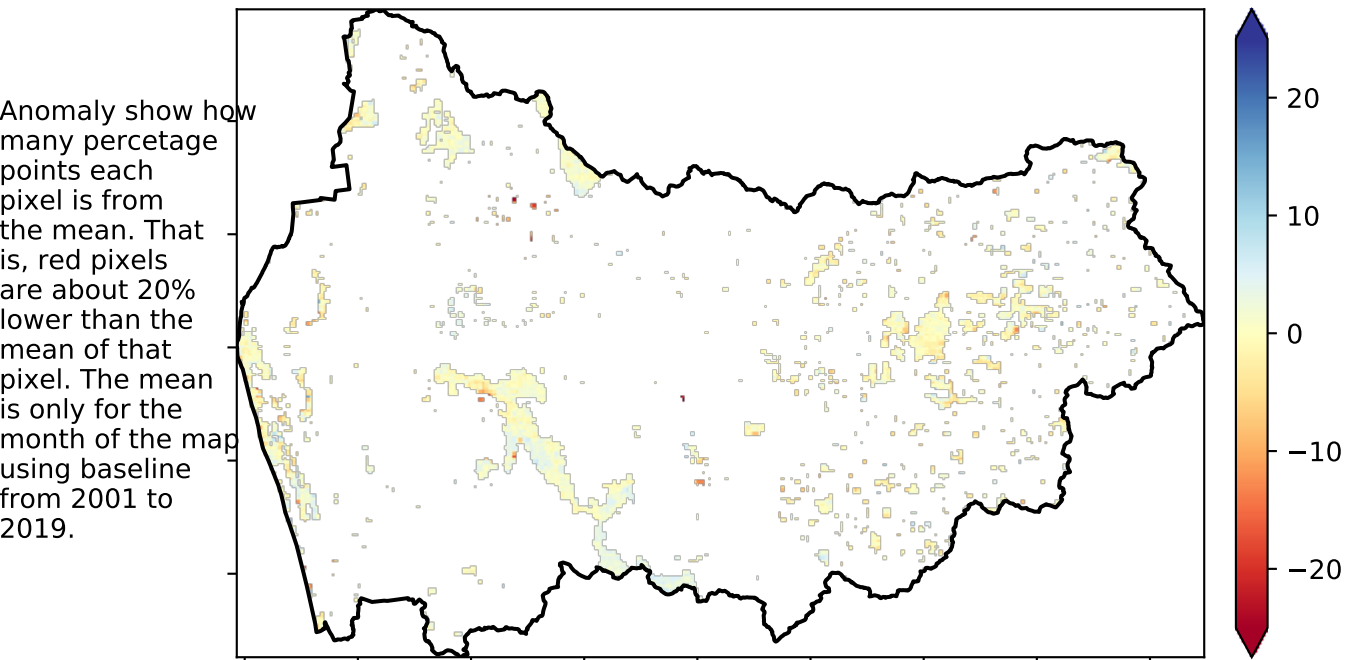 Anomaly show how
many percetage
points each
pixel is from
the mean. That
is, red pixels
are about 20%
lower than the
mean of that
pixel. The mean
is only for the
month of the map
using baseline
from 2001 to
2019.
20
10
0
−10
−20